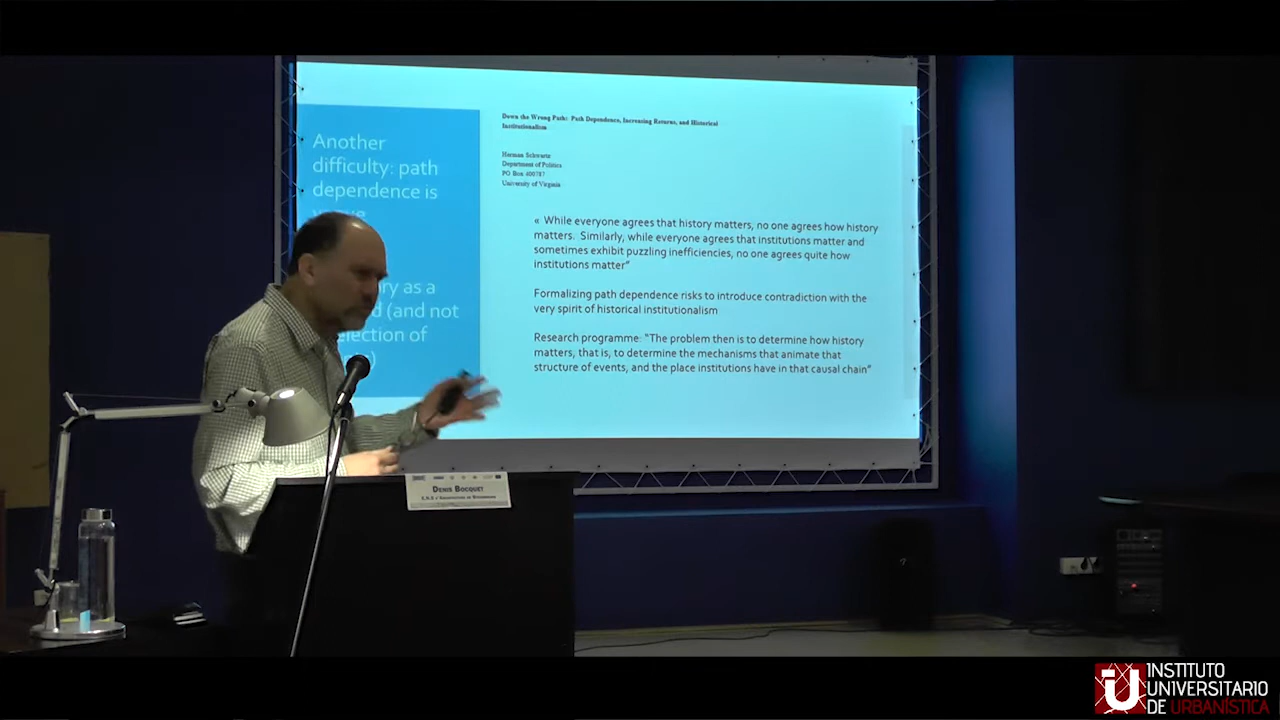 Another
difficulty: path
dependence is
ry as a
d (and not
election of
Down the Wrong Path: Path Dependence, Increasing Returns, and Historical
Institutionalism
Herman Schwartz
Department of Politics
PO Box 400787
University of Virginia
« While everyone agrees that history matters, no one agrees how history
matters. Similarly, while everyone agrees that institutions matter and
sometimes exhibit puzzling inefficiencies, no one agrees quite how
institutions matter"
Formalizing path dependence risks to introduce contradiction with the
very spirit of historical institutionalism
Research programme: "The problem then is to determine how history
matters, that is, to determine the mechanisms that animate that
structure of events, and the place institutions have in that causal chain"
Denis Bocquet
iU
INSTITUTO
UNIVERSITARIO
DE URBANÍSTICA